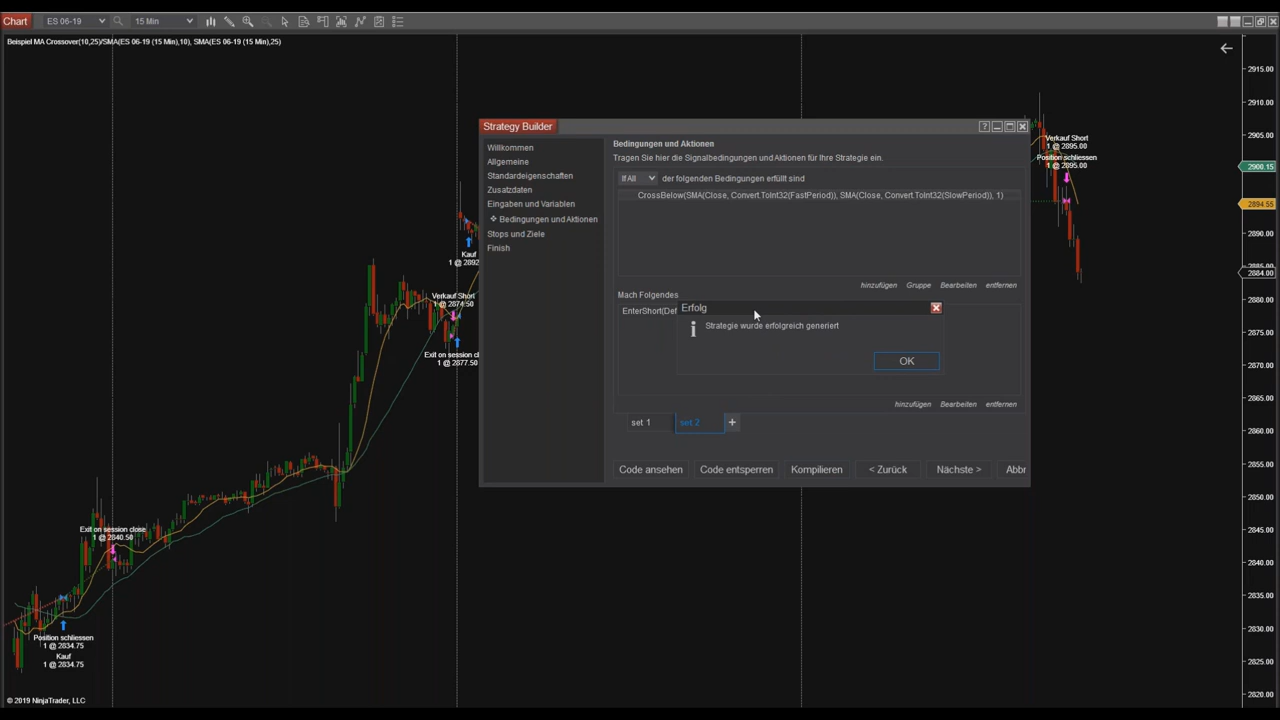 Chart
ES 06-19
15 Min
Beispiel MA Crossover(10,25)/SMA(ES 06-19 (15 Min),10), SMA(ES 06-19 (15 Min),25)
2915.00
2910.00
2905.00
2900.15
2894.55
2890.00
2884.00
2880.00
2875.00
2870.00
2865.00
2860.00
2855.00
2850.00
2845.00
2840.00
2835.00
2830.00
2825.00
2820.00
Verkauf Short
1 @ 2895.00
Position schliessen
1 @ 2895.00
Kauf
1 @ 2892
Verkauf Short
1 @ 2874.50
Exit on session cl
1 @ 2877.50
Exit on session close
1 @ 2840.50
Position schliessen
1 @ 2834.75
Kauf
1 @ 2834.75
Strategy Builder
Willkommen
Allgemeine
Standardeigenschaften
Zusatzdaten
Eingaben und Variablen
Bedingungen und Aktionen
Stops und Ziele
Finish
Bedingungen und Aktionen
Tragen Sie hier die Signalbedingungen und Aktionen für Ihre Strategie ein.
If All der folgenden Bedingungen erfüllt sind
CrossBelow(SMA(Close, Convert.ToInt32(FastPeriod)), SMA(Close, Convert.ToInt32(SlowPeriod)), 1)
hinzufügen Gruppe Bearbeiten entfernen
Mach Folgendes
EnterShort(Def
Erfolg
Strategie wurde erfolgreich generiert
OK
hinzufügen Bearbeiten entfernen
set 1 set 2 +
Code ansehen Code entsperren Kompilieren < Zurück Nächste > Abbr
© 2019 NinjaTrader, LLC